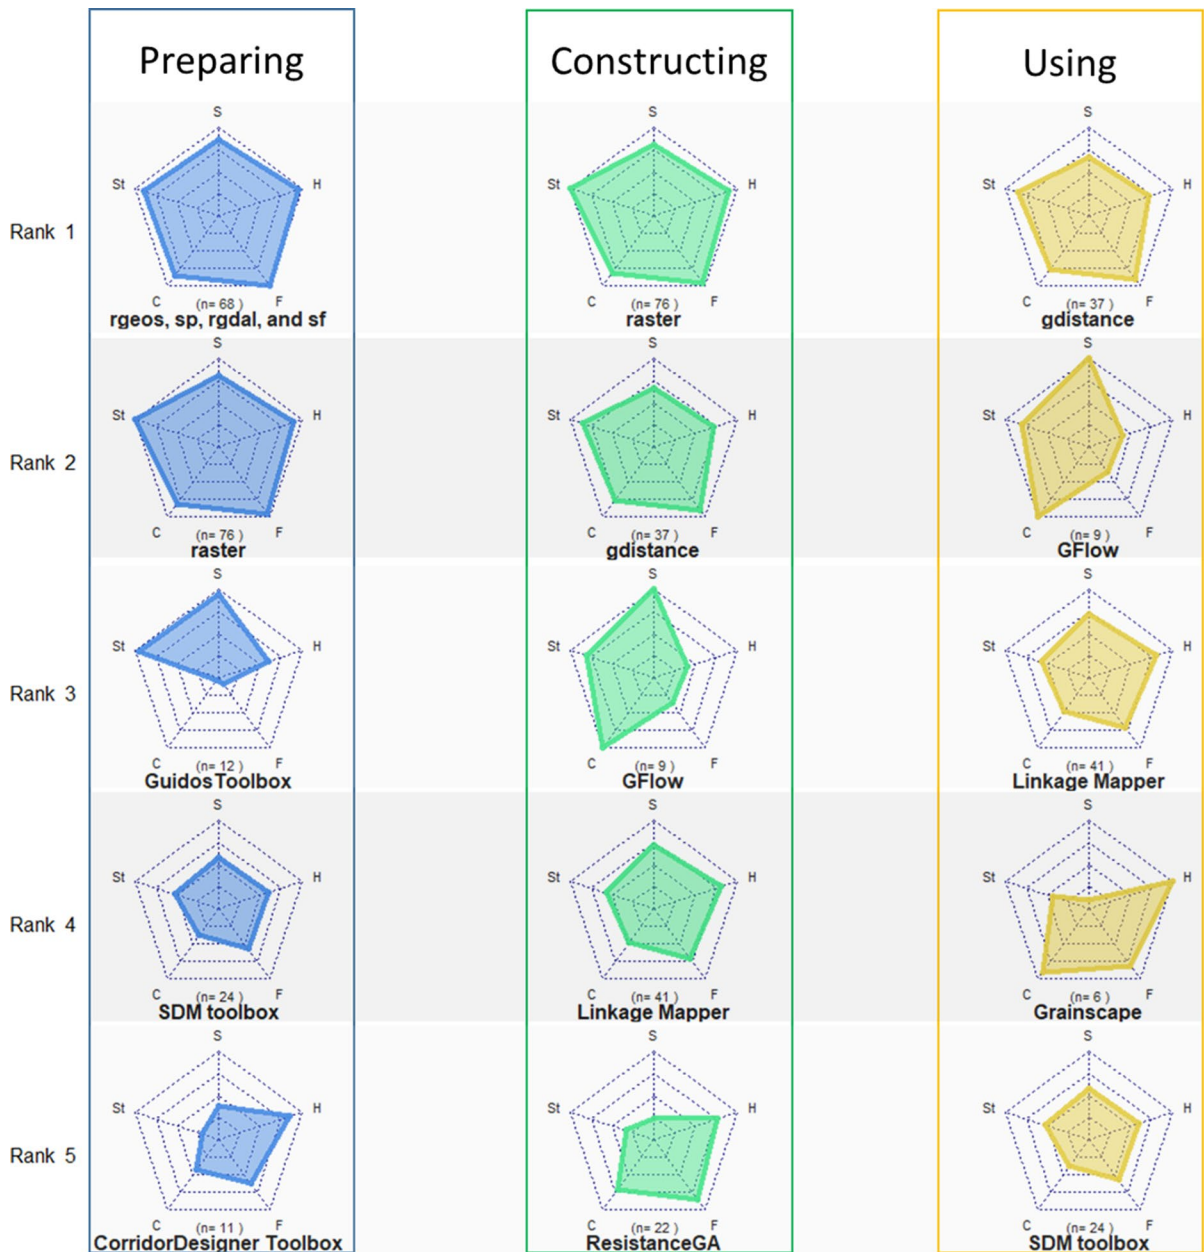 Preparing
Constructing
Using
Rank 1
S
St
H
C
F
(n= 68 )
rgeos, sp, rgdal, and sf
S
St
H
C
F
(n= 76 )
raster
S
St
H
C
F
(n= 37 )
gdistance
Rank 2
S
St
H
C
F
(n= 76 )
raster
S
St
H
C
F
(n= 37 )
gdistance
S
St
H
C
F
(n= 9 )
GFlow
Rank 3
S
St
H
C
F
(n= 12 )
GuidosToolbox
S
St
H
C
F
(n= 9 )
GFlow
S
St
H
C
F
(n= 41 )
Linkage Mapper
Rank 4
S
St
H
C
F
(n= 24 )
SDM toolbox
S
St
H
C
F
(n= 41 )
Linkage Mapper
S
St
H
C
F
(n= 6 )
Grainscape
Rank 5
S
St
H
C
F
(n= 11 )
CorridorDesigner Toolbox
S
St
H
C
F
(n= 22 )
ResistanceGA
S
St
H
C
F
(n= 24 )
SDM toolbox